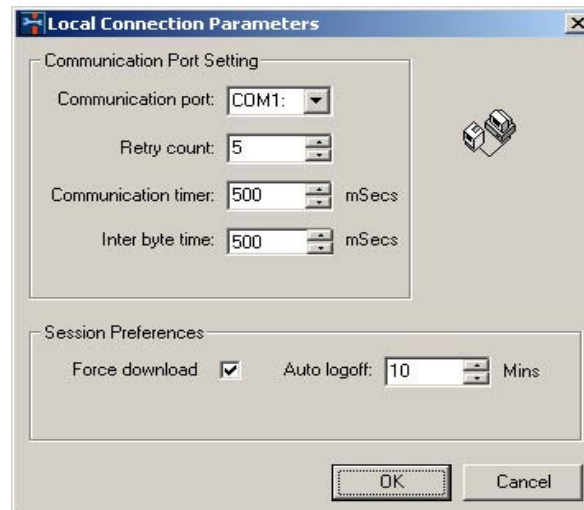 Local Connection Parameters
Communication Port Setting
Communication port: COM1:
Retry count: 5
Communication timer: 500 mSecs
Inter byte time: 500 mSecs
Session Preferences
Force download Auto logoff: 10 Mins
OK Cancel